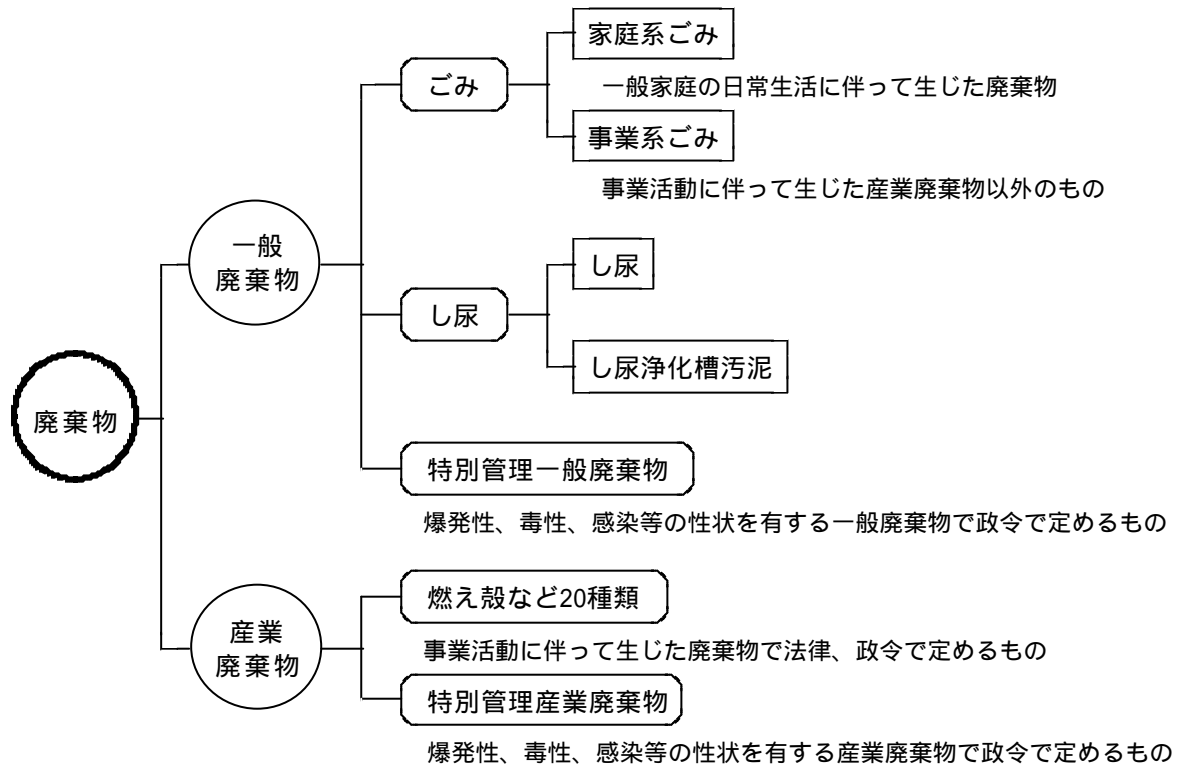 家庭系ごみ
ごみ
一般家庭の日常生活に伴って生じた廃棄物
事業系ごみ
事業活動に伴って生じた産業廃棄物以外のもの
一般
廃棄物
し尿
し尿
し尿浄化槽汚泥
廃棄物
特別管理一般廃棄物
爆発性、毒性、感染等の性状を有する一般廃棄物で政令で定めるもの
燃え殻など20種類
産業
廃棄物
事業活動に伴って生じた廃棄物で法律、政令で定めるもの
特別管理産業廃棄物
爆発性、毒性、感染等の性状を有する産業廃棄物で政令で定めるもの